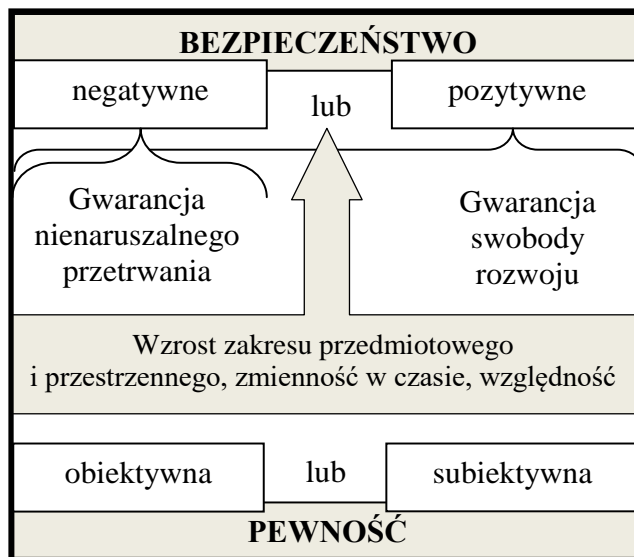 BEZPIECZEŃSTWO
negatywne
lub
pozytywne
Gwarancja
nienaruszalnego
przetrwania
Gwarancja
swobody
rozwoju
Wzrost zakresu przedmiotowego
i przestrzennego, zmienność w czasie, względność
obiektywna
lub
subiektywna
PEWNOŚĆ